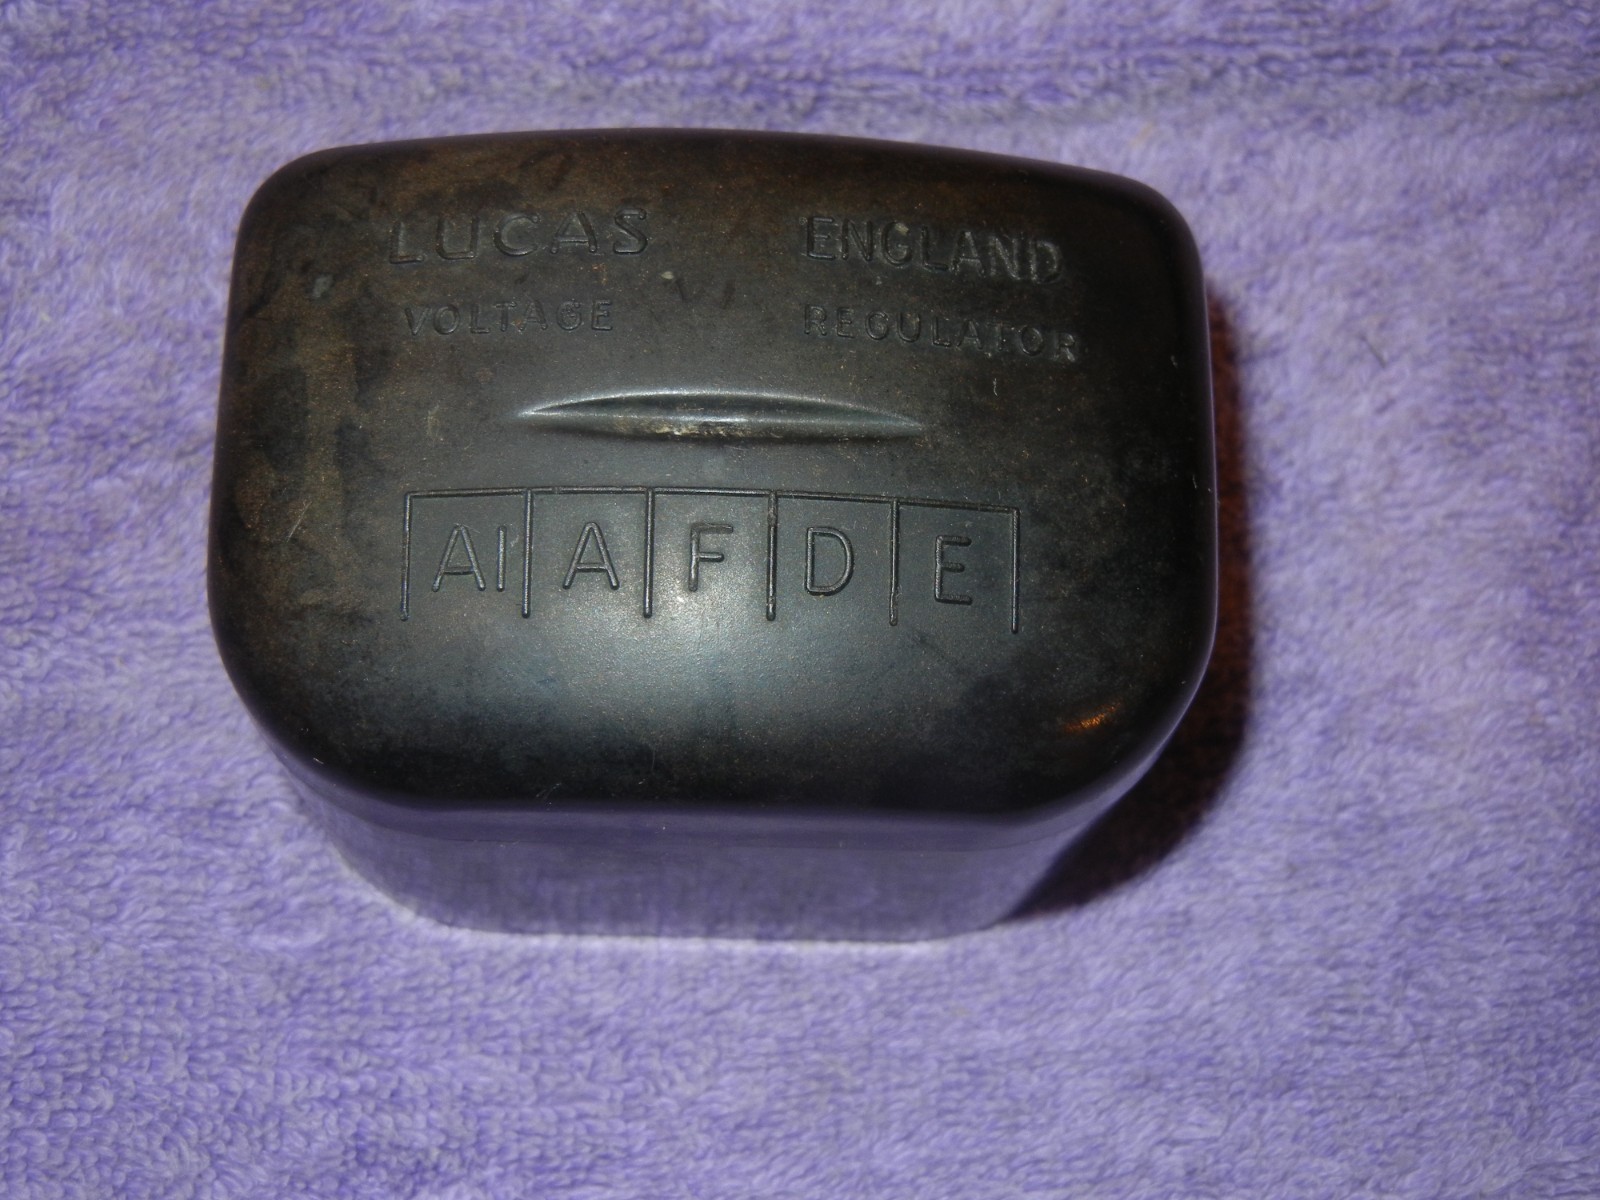 LUCAS ENGLAND
VOLTAGE REGULATOR
A1 A F D E